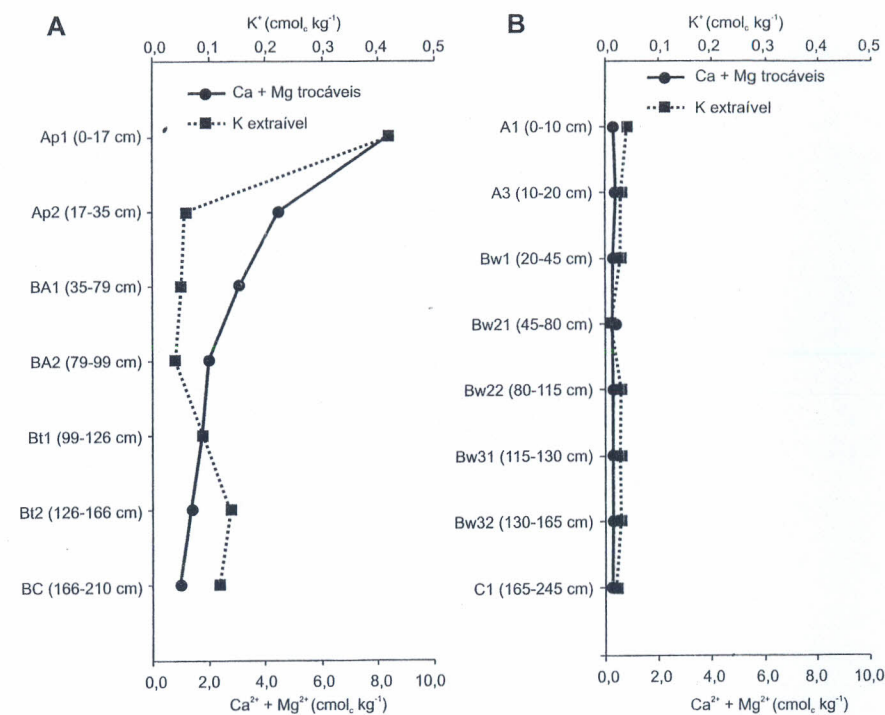 A
K⁺ (cmol꜀ kg⁻¹)
0,0 0,1 0,2 0,3 0,4 0,5
Ca + Mg trocáveis
K extraível
Ap1 (0-17 cm)
Ap2 (17-35 cm)
BA1 (35-79 cm)
BA2 (79-99 cm)
Bt1 (99-126 cm)
Bt2 (126-166 cm)
BC (166-210 cm)
0,0 2,0 4,0 6,0 8,0 10,0
Ca²⁺ + Mg²⁺ (cmol꜀ kg⁻¹)
B
K⁺ (cmol꜀ kg⁻¹)
0,0 0,1 0,2 0,3 0,4 0,5
Ca + Mg trocáveis
K extraível
A1 (0-10 cm)
A3 (10-20 cm)
Bw1 (20-45 cm)
Bw21 (45-80 cm)
Bw22 (80-115 cm)
Bw31 (115-130 cm)
Bw32 (130-165 cm)
C1 (165-245 cm)
0,0 2,0 4,0 6,0 8,0 10,0
Ca²⁺ + Mg²⁺ (cmol꜀ kg⁻¹)